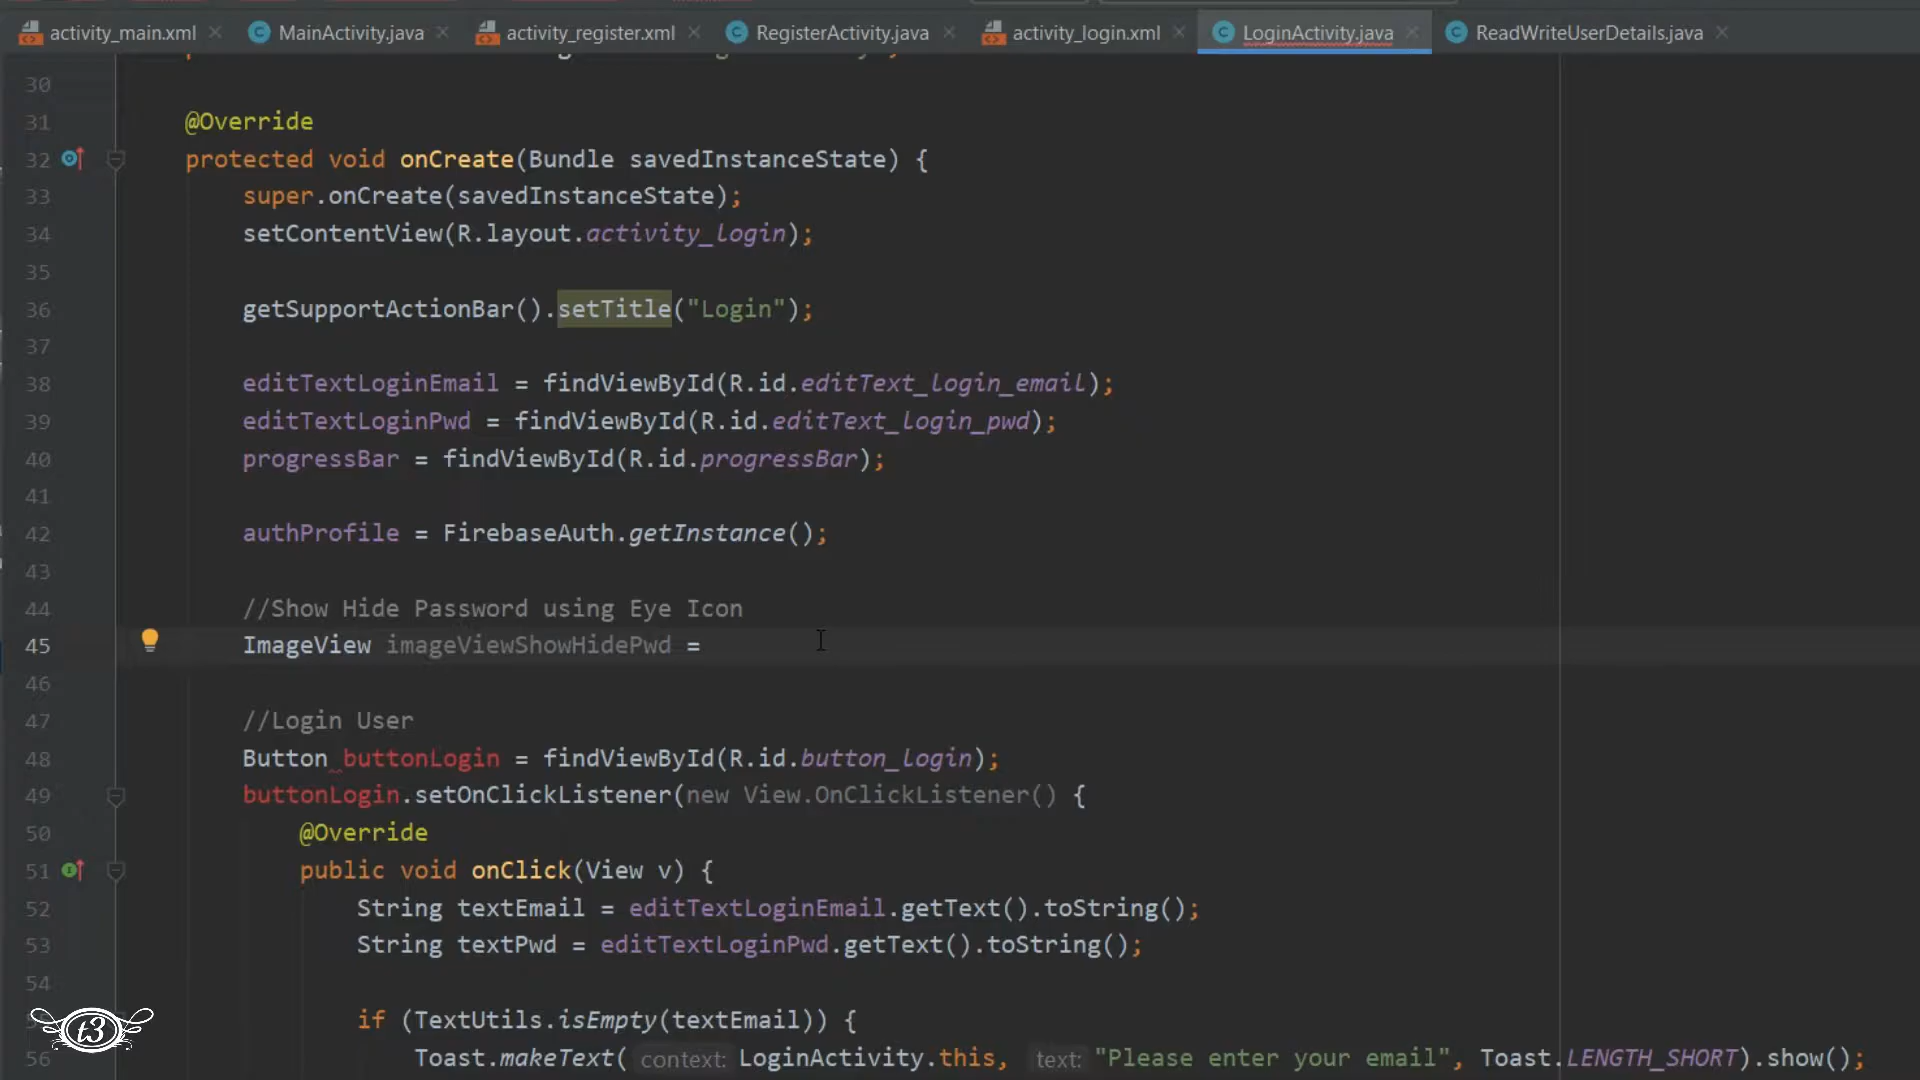 activity_main.xml MainActivity.java activity_register.xml RegisterActivity.java activity_login.xml LoginActivity.java ReadWriteUserDetails.java
30
31 @Override
32 protected void onCreate(Bundle savedInstanceState) {
33 super.onCreate(savedInstanceState);
34 setContentView(R.layout.activity_login);
35
36 getSupportActionBar().setTitle("Login");
37
38 editTextLoginEmail = findViewById(R.id.editText_login_email);
39 editTextLoginPwd = findViewById(R.id.editText_login_pwd);
40 progressBar = findViewById(R.id.progressBar);
41
42 authProfile = FirebaseAuth.getInstance();
43
44 //Show Hide Password using Eye Icon
45 ImageView imageViewShowHidePwd =
46
47 //Login User
48 Button buttonLogin = findViewById(R.id.button_login);
49 buttonLogin.setOnClickListener(new View.OnClickListener() {
50 @Override
51 public void onClick(View v) {
52 String textEmail = editTextLoginEmail.getText().toString();
53 String textPwd = editTextLoginPwd.getText().toString();
54
if (TextUtils.isEmpty(textEmail)) {
56 Toast.makeText( context: LoginActivity.this, text: "Please enter your email", Toast.LENGTH_SHORT).show();
t3